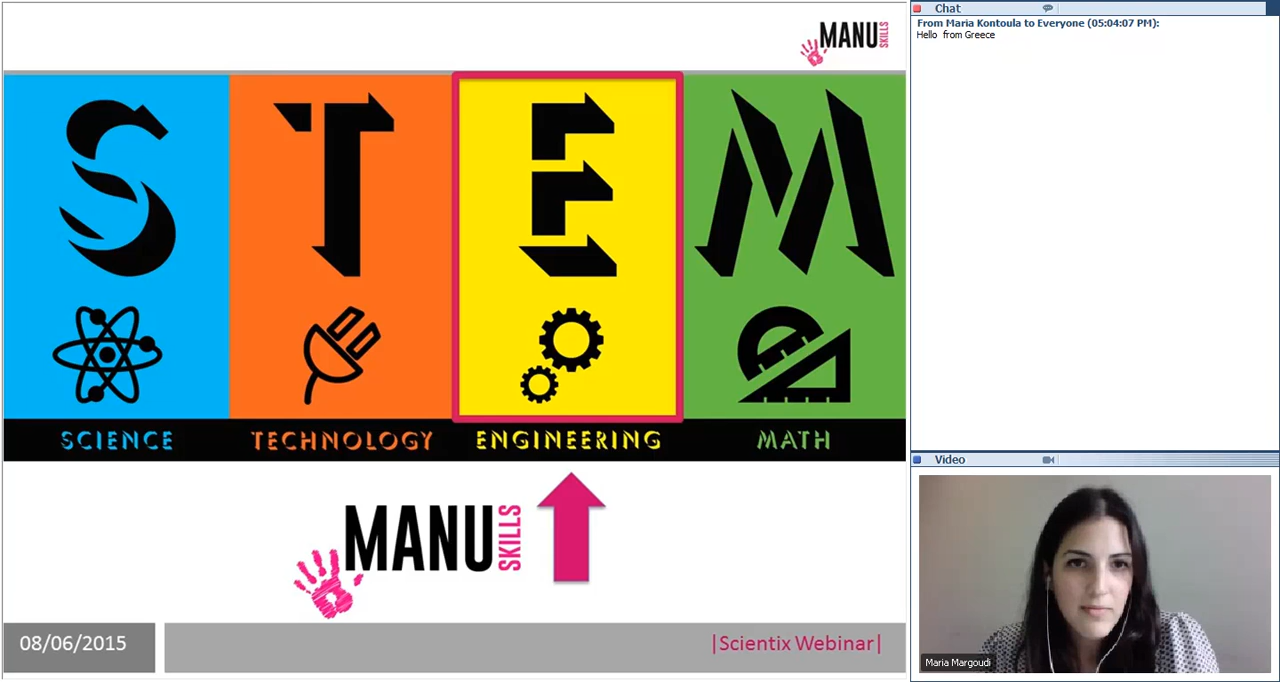 MANU SKILLS
S T E M
SCIENCE TECHNOLOGY ENGINEERING MATH
MANU SKILLS
08/06/2015 |Scientix Webinar|
Chat
From Maria Kontoula to Everyone (05:04:07 PM):
Hello from Greece
Video
Maria Margoudi